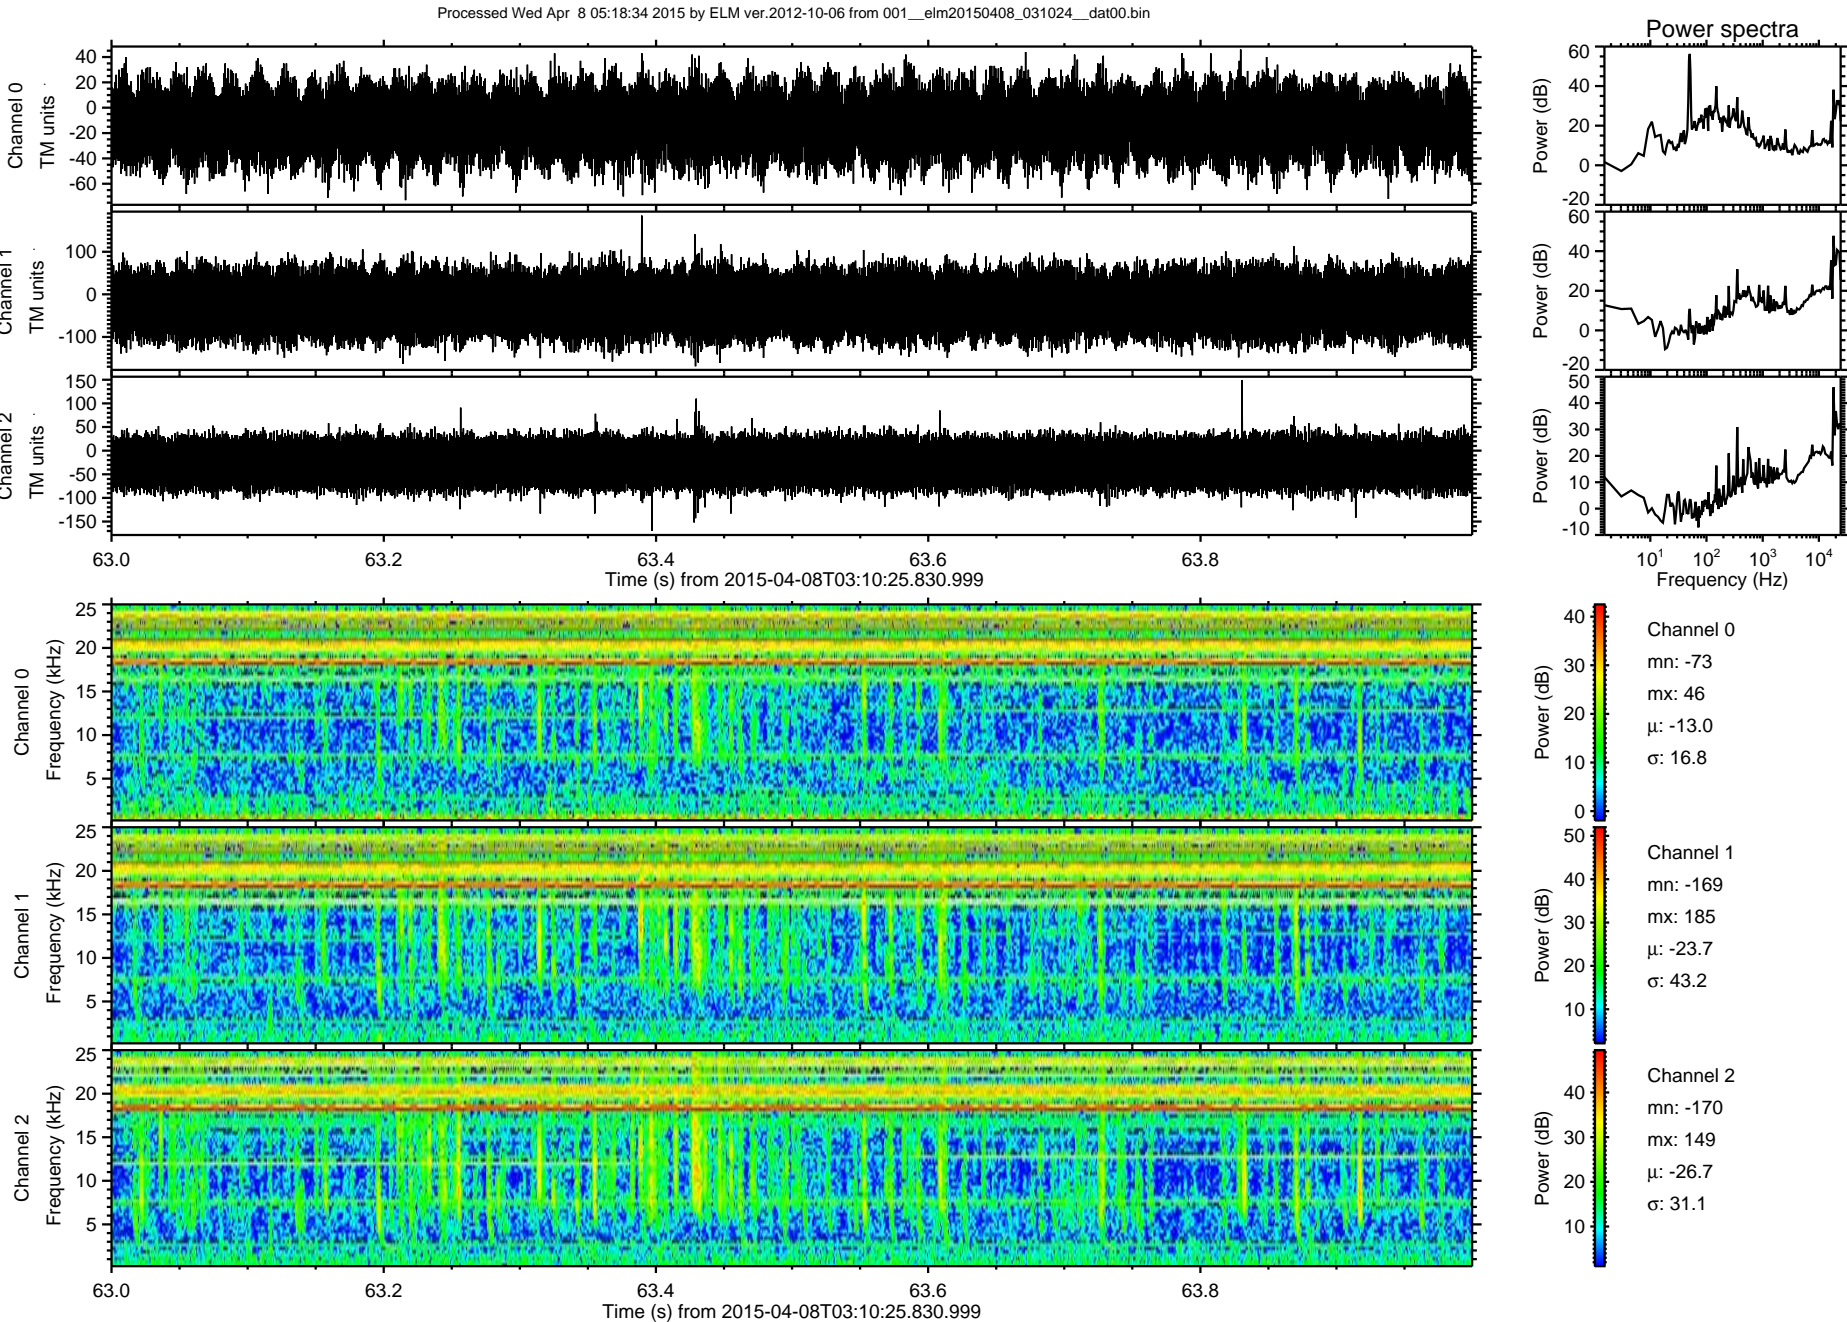 Processed Wed Apr  8 05:18:34 2015 by ELM ver.2012-10-06 from 001__elm20150408_031024__dat00.bin
Power spectra
Channel 0
TM units
40
20
0
-20
-40
-60
Power (dB)
60
40
20
0
-20
Channel 1
TM units
100
0
-100
Power (dB)
60
40
20
0
-20
Channel 2
TM units
150
100
50
0
-50
-100
-150
Power (dB)
50
40
30
20
10
0
-10
63.0
63.2
63.4
63.6
63.8
Time (s) from 2015-04-08T03:10:25.830.999
10^1
10^2
10^3
10^4
Frequency (Hz)
Channel 0
Frequency (kHz)
25
20
15
10
5
Power (dB)
40
30
20
10
0
Channel 0
mn: -73
mx: 46
μ: -13.0
σ: 16.8
Channel 1
Frequency (kHz)
25
20
15
10
5
Power (dB)
50
40
30
20
10
Channel 1
mn: -169
mx: 185
μ: -23.7
σ: 43.2
Channel 2
Frequency (kHz)
25
20
15
10
5
Power (dB)
40
30
20
10
Channel 2
mn: -170
mx: 149
μ: -26.7
σ: 31.1
63.0
63.2
63.4
63.6
63.8
Time (s) from 2015-04-08T03:10:25.830.999